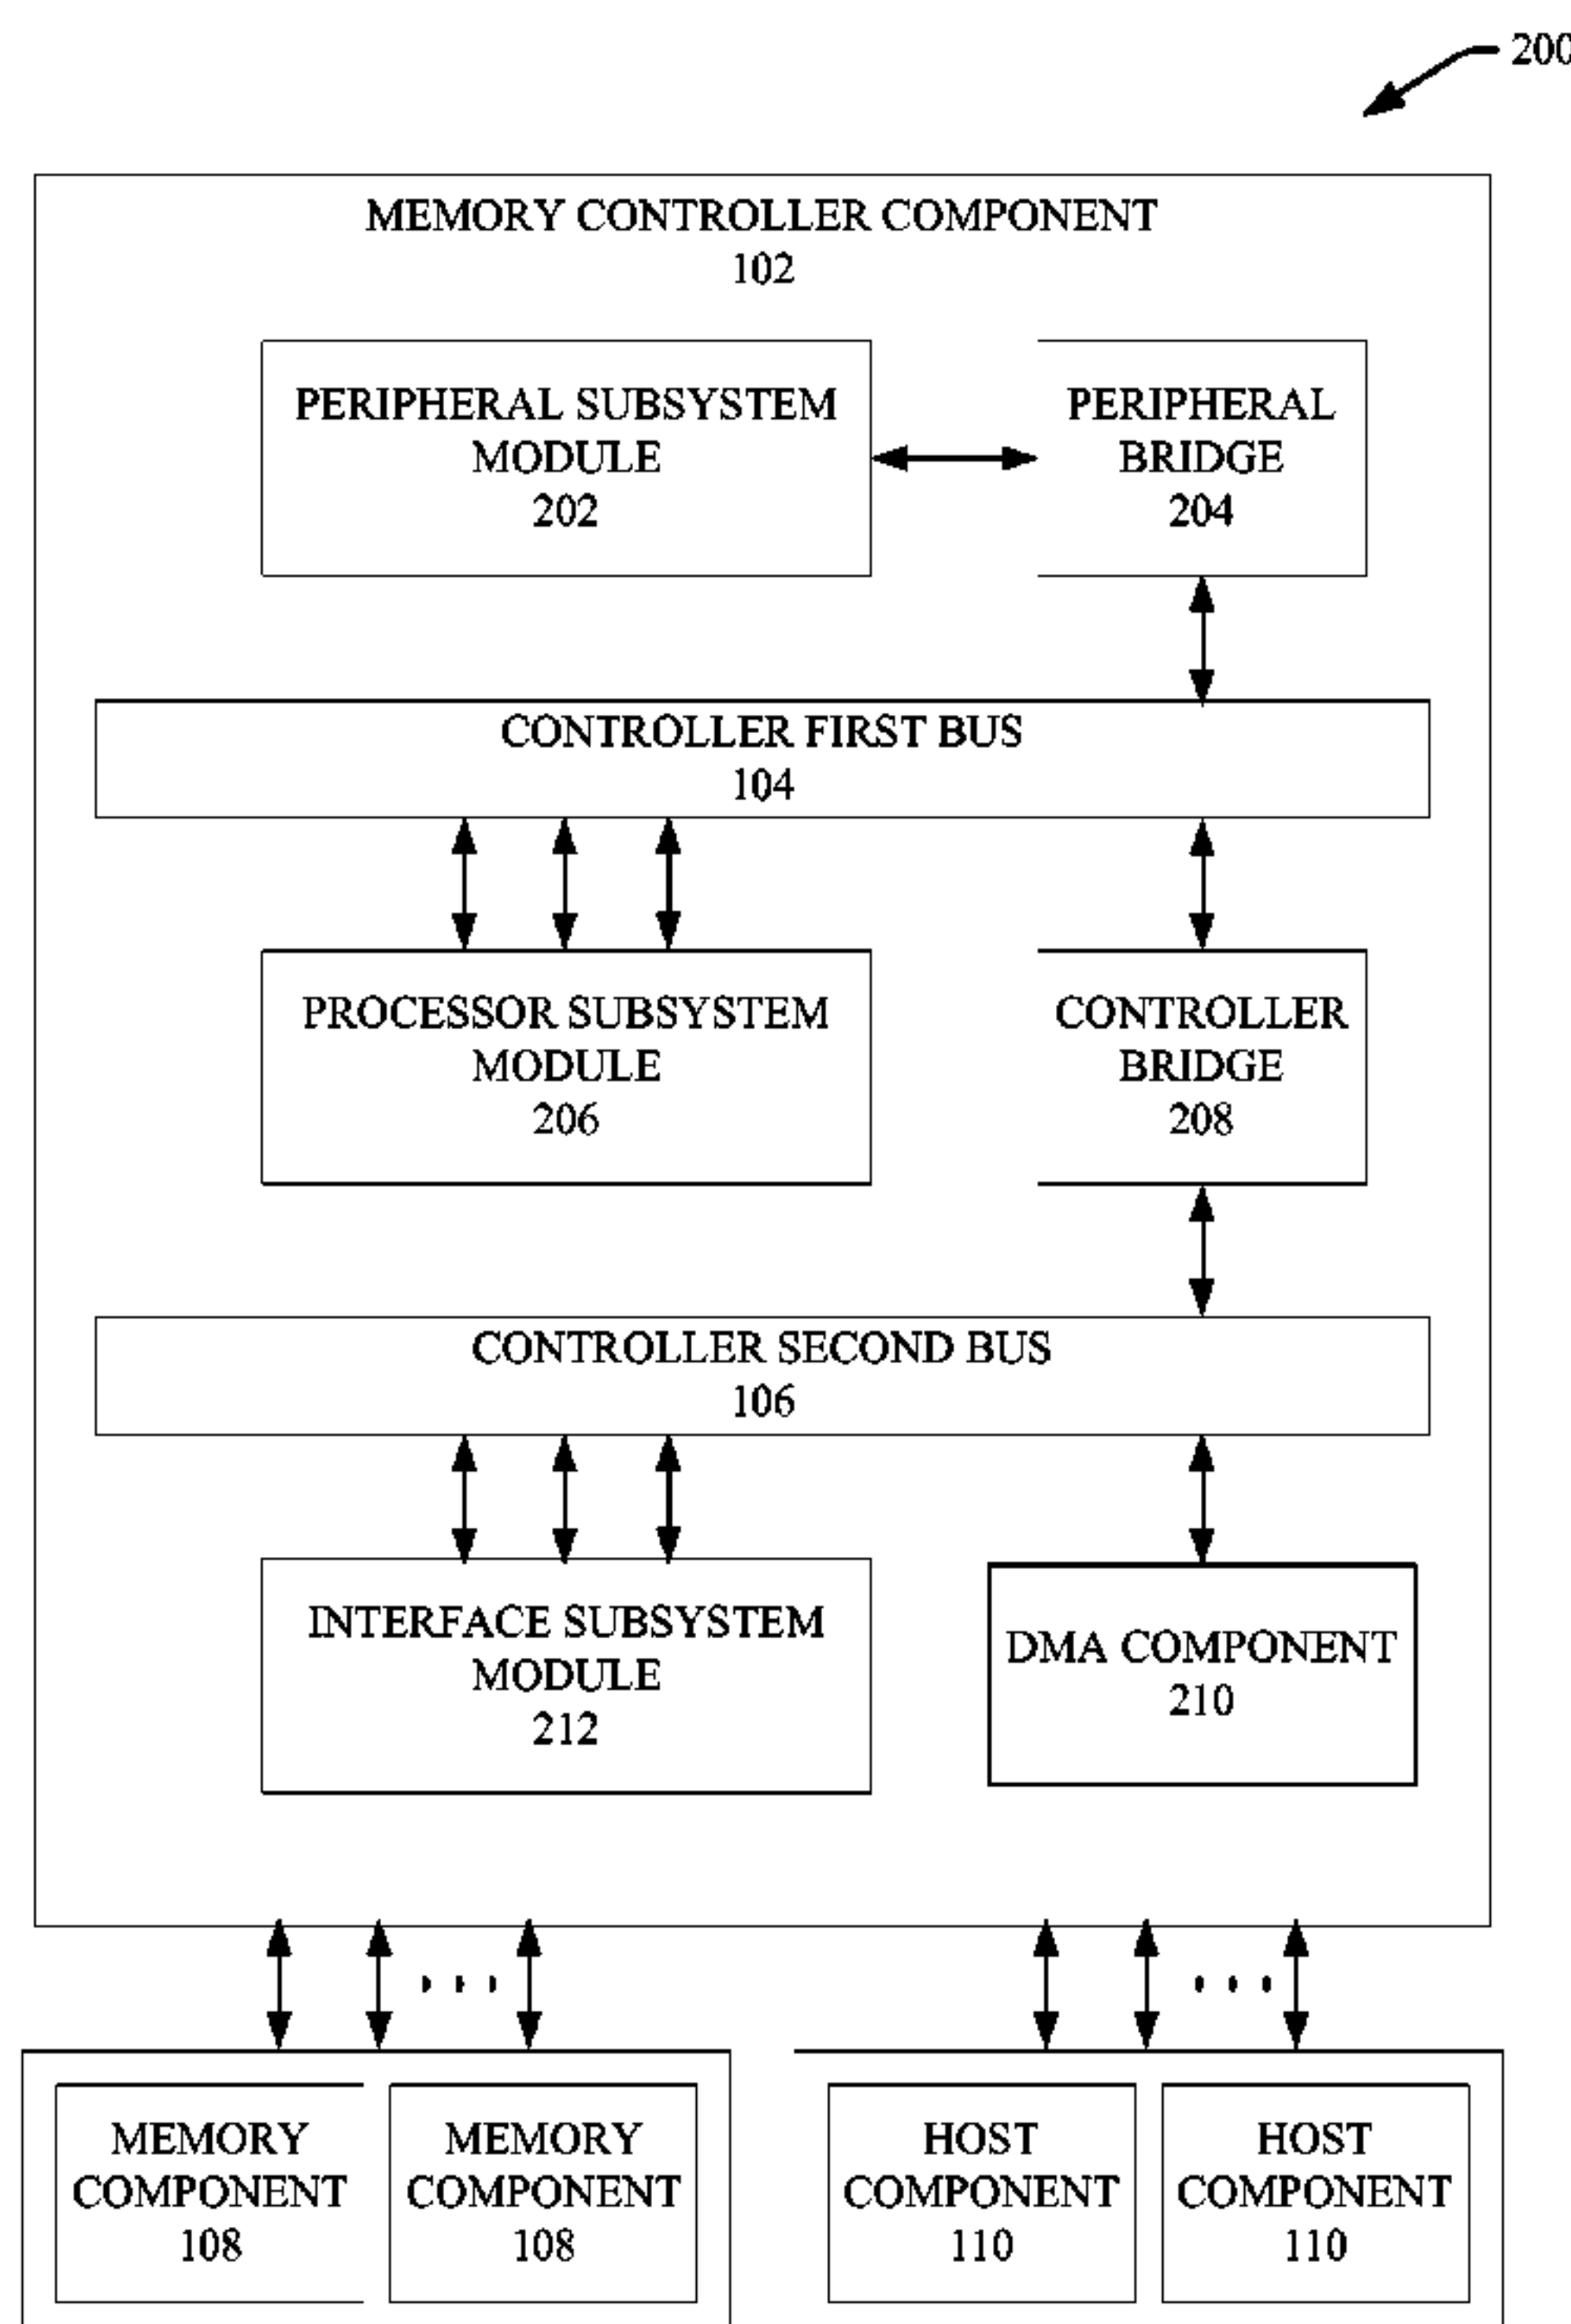 200
MEMORY CONTROLLER COMPONENT
102
PERIPHERAL SUBSYSTEM
MODULE
202
PERIPHERAL
BRIDGE
204
CONTROLLER FIRST BUS
104
PROCESSOR SUBSYSTEM
MODULE
206
CONTROLLER
BRIDGE
208
CONTROLLER SECOND BUS
106
INTERFACE SUBSYSTEM
MODULE
212
DMA COMPONENT
210
MEMORY
COMPONENT
108
MEMORY
COMPONENT
108
HOST
COMPONENT
110
HOST
COMPONENT
110